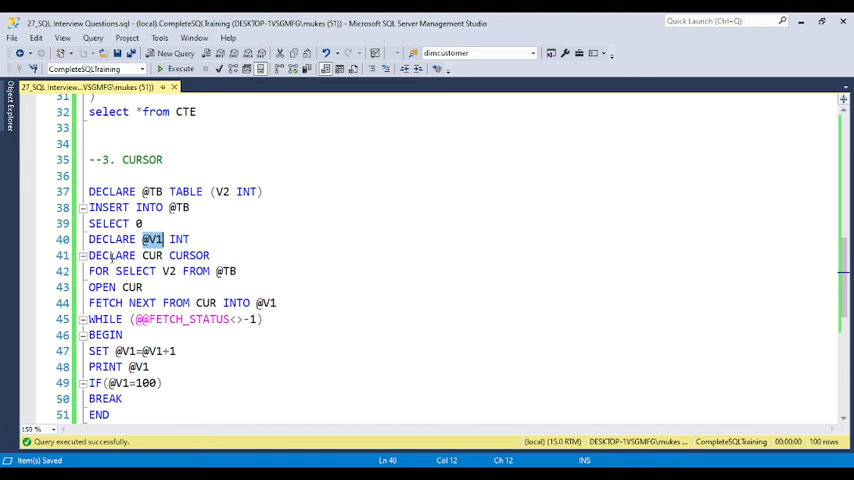 27_SQL Interview Questions.sql - (local).CompleteSQLTraining (DESKTOP-1VSGMFG\mukes (51)) - Microsoft SQL Server Management Studio
Quick Launch (Ctrl+Q)
File Edit View Query Project Tools Window Help
New Query
dimcustomer
CompleteSQLTraining
Execute
27_SQL Interview...VSGMFG\mukes (51))
Object Explorer
31 )
32 select *from CTE
33
34
35 --3. CURSOR
36
37 DECLARE @TB TABLE (V2 INT)
38 INSERT INTO @TB
39 SELECT 0
40 DECLARE @V1 INT
41 DECLARE CUR CURSOR
42 FOR SELECT V2 FROM @TB
43 OPEN CUR
44 FETCH NEXT FROM CUR INTO @V1
45 WHILE (@@FETCH_STATUS<>-1)
46 BEGIN
47 SET @V1=@V1+1
48 PRINT @V1
49 IF(@V1=100)
50 BREAK
51 END
150 %
Query executed successfully.
(local) (15.0 RTM) DESKTOP-1VSGMFG\mukes ... CompleteSQLTraining 00:00:00 100 rows
Item(s) Saved
Ln 40 Col 12 Ch 12 INS